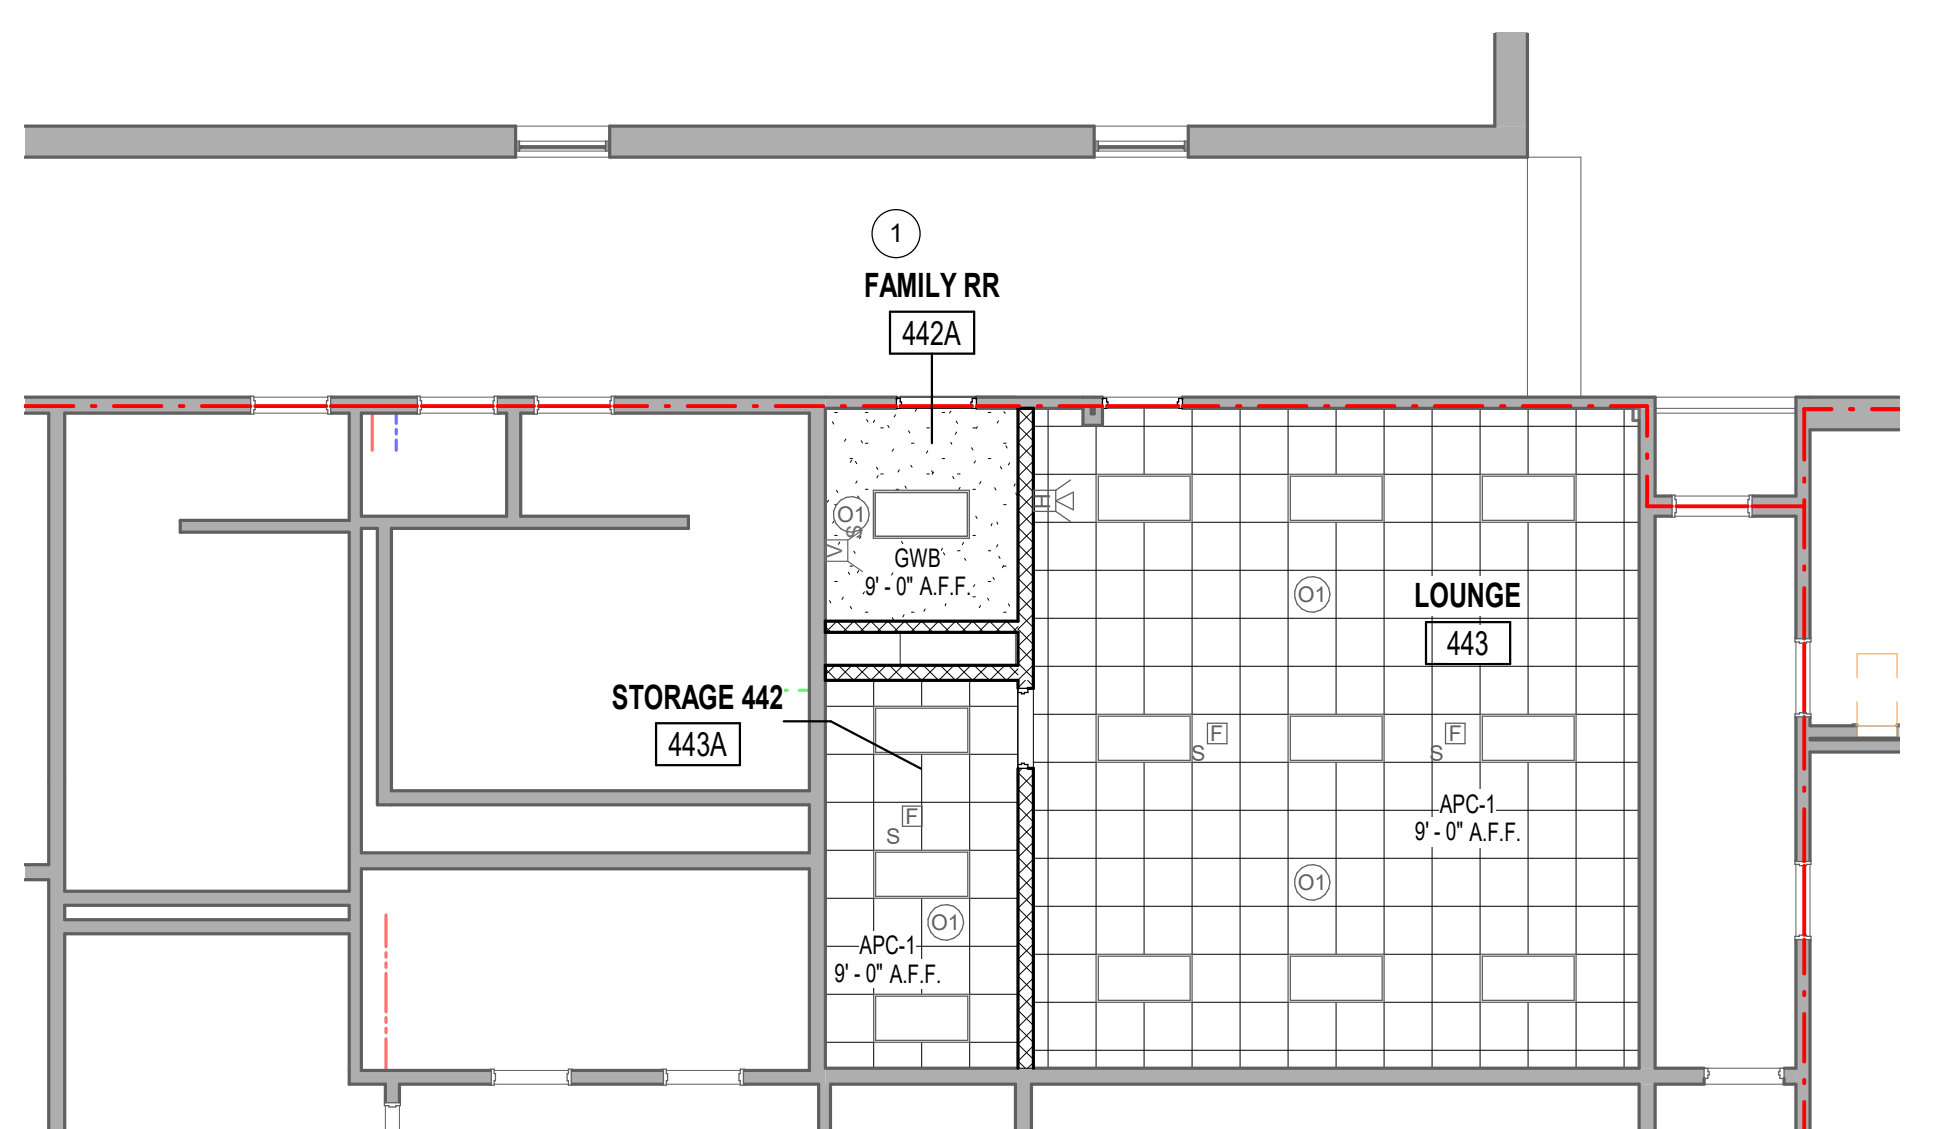 1
FAMILY RR
442A
H
O1
S
V
GWB
9' - 0" A.F.F.
O1
LOUNGE
443
STORAGE 442
443A
F
S
F
S
F
S
APC-1
9' - 0" A.F.F.
O1
O1
APC-1
9' - 0" A.F.F.